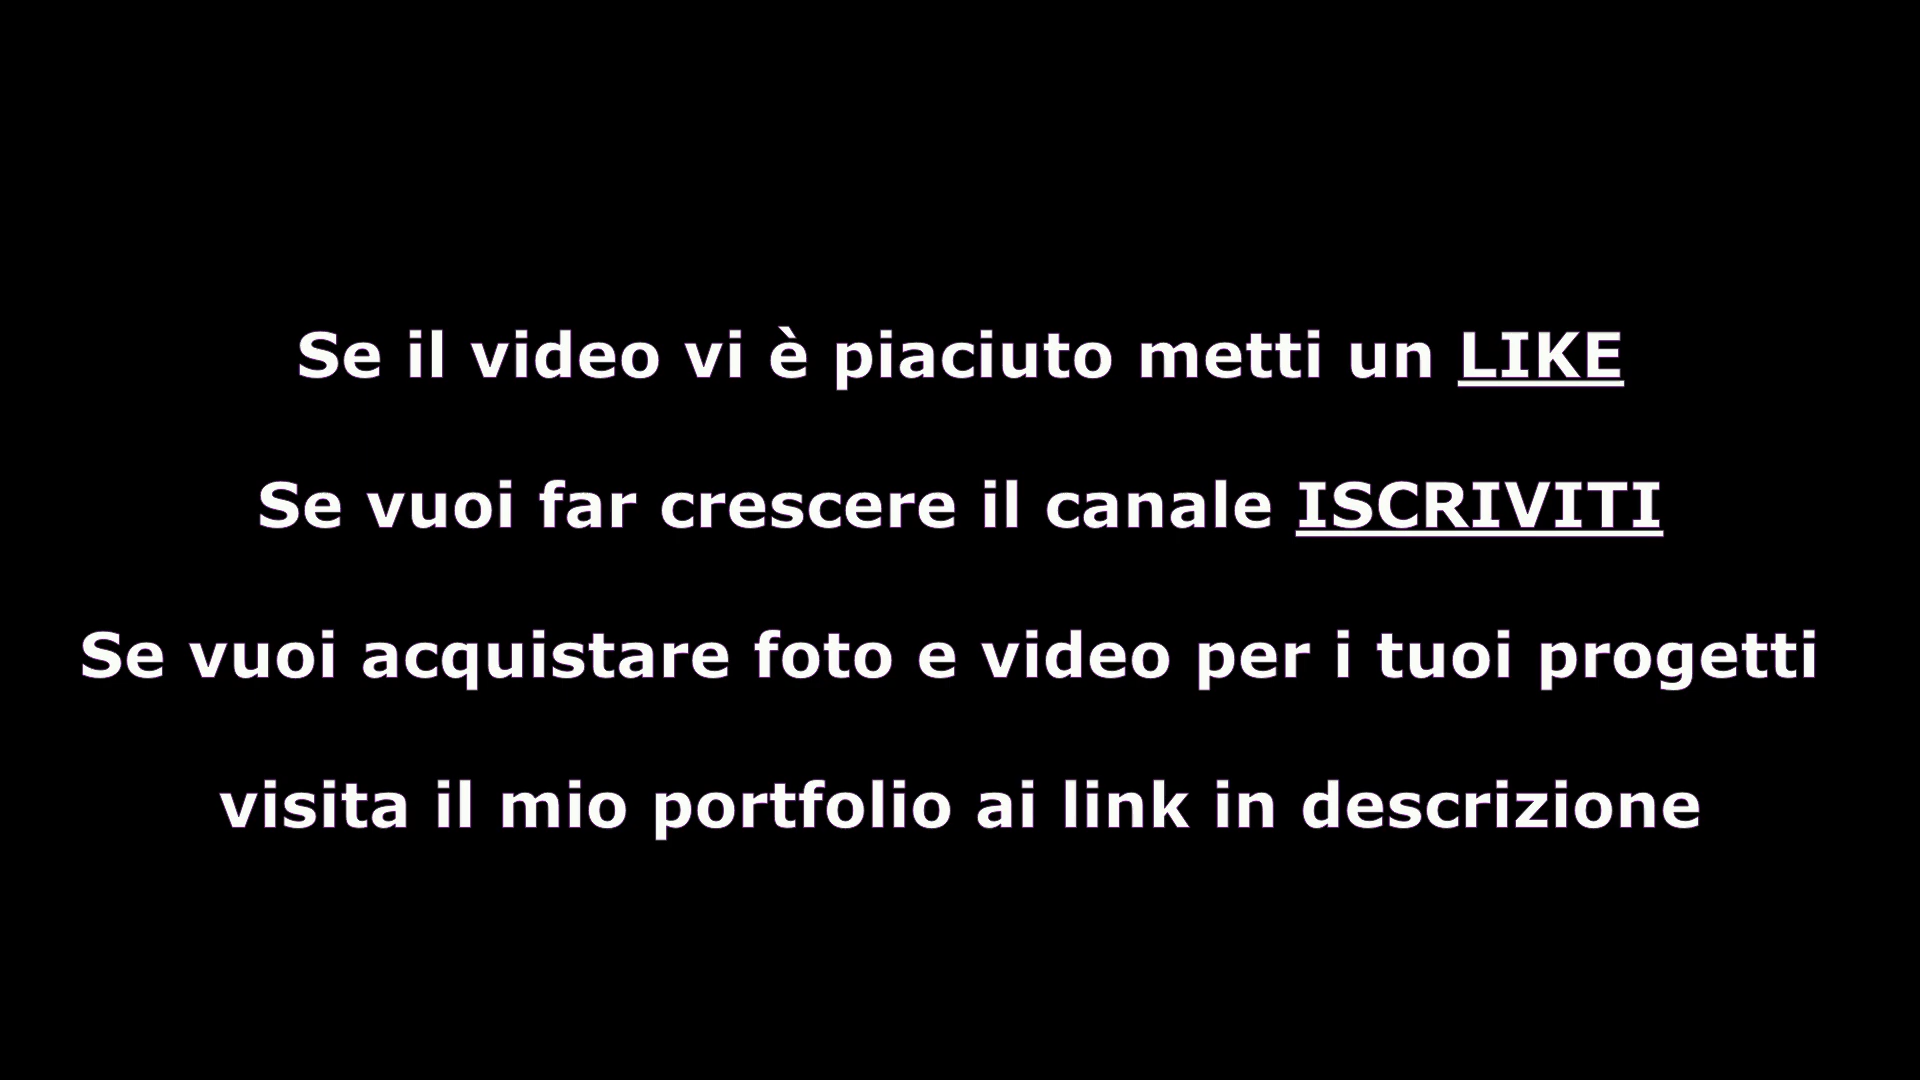 Se il video vi è piaciuto metti un LIKE
Se vuoi far crescere il canale ISCRIVITI
Se vuoi acquistare foto e video per i tuoi progetti
visita il mio portfolio ai link in descrizione